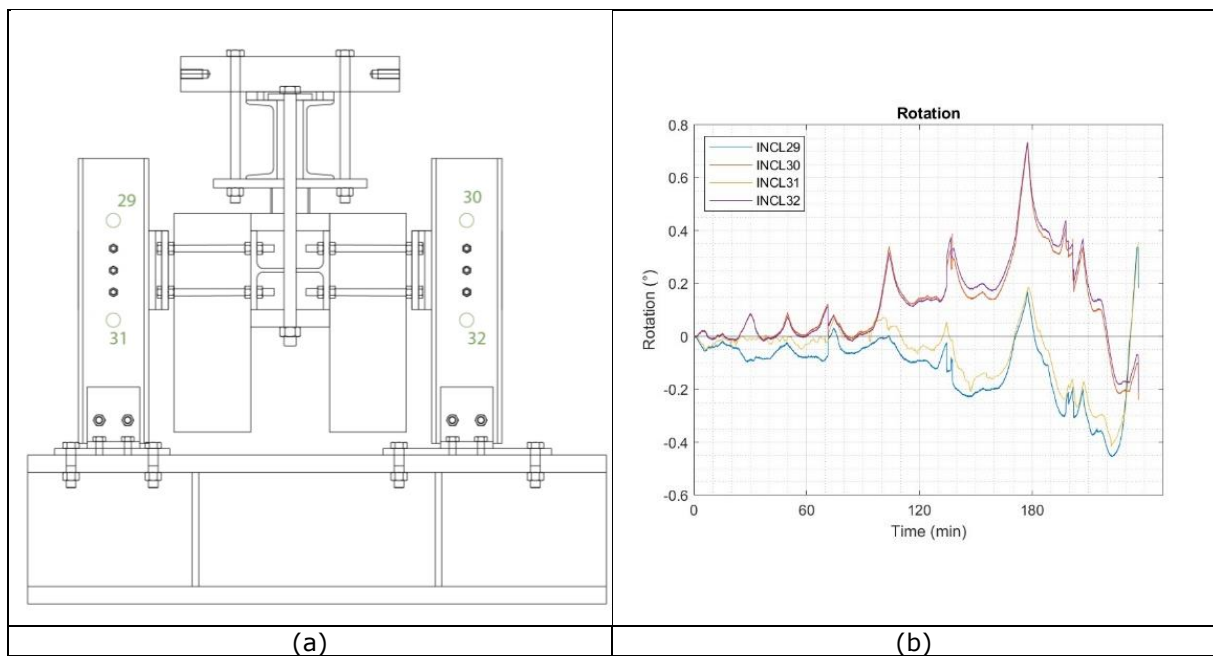 29
30
31
32
Rotation
INCL29
INCL30
INCL31
INCL32
Rotation (°)
0.8
0.6
0.4
0.2
0
-0.2
-0.4
-0.6
0
60
120
180
Time (min)
(a)
(b)